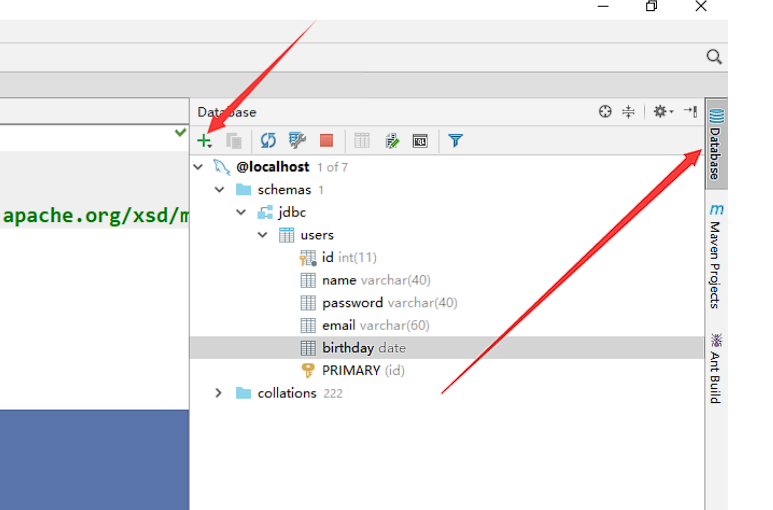 Database
@localhost 1 of 7
schemas 1
apache.org/xsd/m
jdbc
users
id int(11)
name varchar(40)
password varchar(40)
email varchar(60)
birthday date
PRIMARY (id)
collations 222
Database
Maven Projects
Ant Build